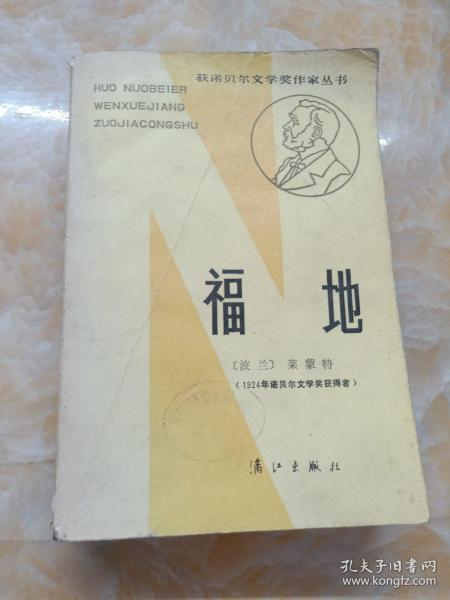 获诺贝尔文学奖作家丛书
HUO NUOBEIER
WENXUEJIANG
ZUOJIACONGSHU
福地
〔波兰〕莱蒙特
(1924年诺贝尔文学奖获得者)
漓江出版社
孔夫子旧书网
www.kongfz.com